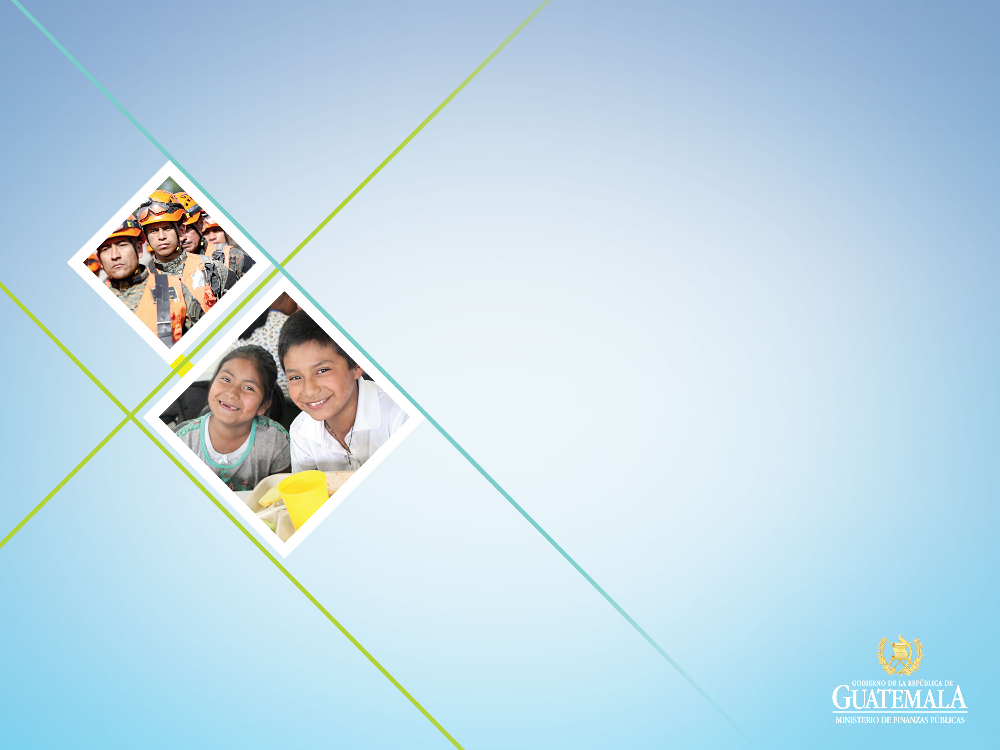 GOBIERNO DE LA REPÚBLICA DE
GUATEMALA
MINISTERIO DE FINANZAS PÚBLICAS